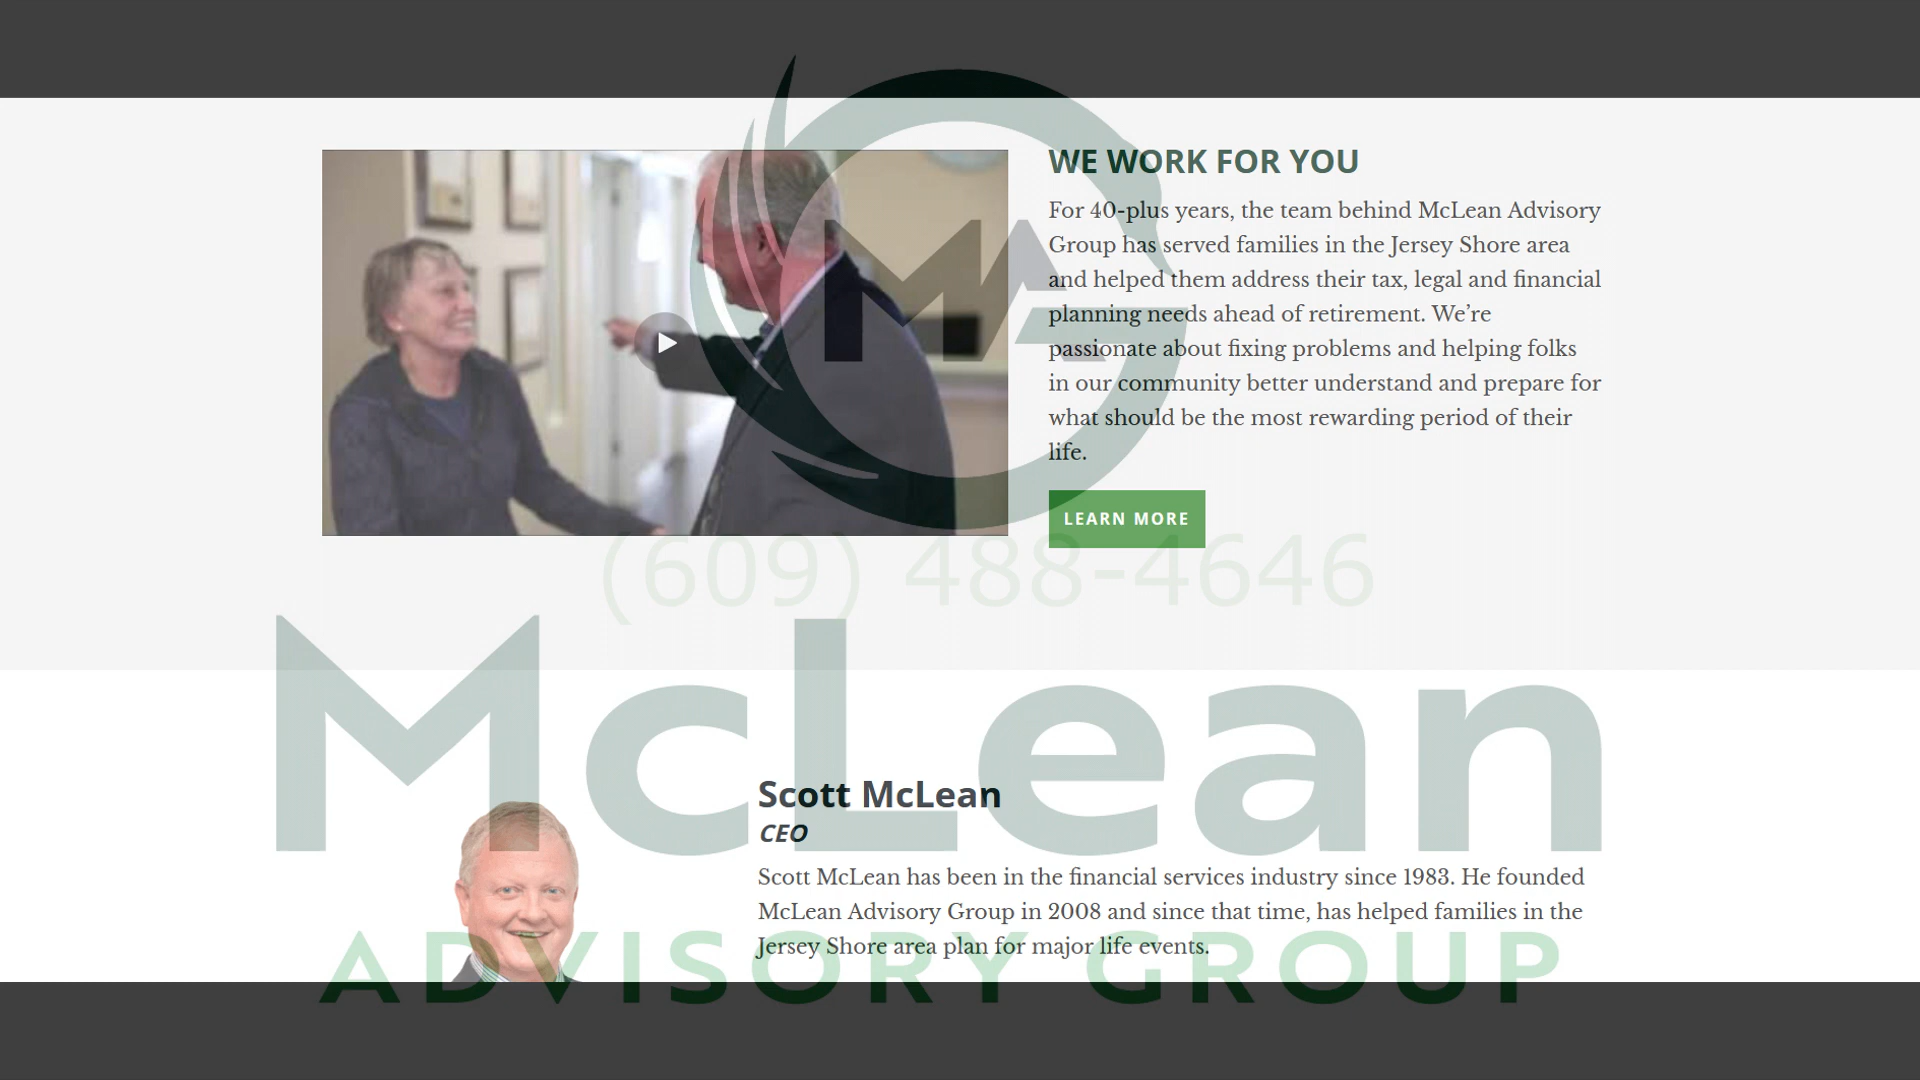 MAG
WE WORK FOR YOU
For 40-plus years, the team behind McLean Advisory
Group has served families in the Jersey Shore area
and helped them address their tax, legal and financial
planning needs ahead of retirement. We’re
passionate about fixing problems and helping folks
in our community better understand and prepare for
what should be the most rewarding period of their
life.
LEARN MORE
(609) 488-4646
McLean
Scott McLean
CEO
Scott McLean has been in the financial services industry since 1983. He founded
McLean Advisory Group in 2008 and since that time, has helped families in the
Jersey Shore area plan for major life events.
ADVISORY GROUP